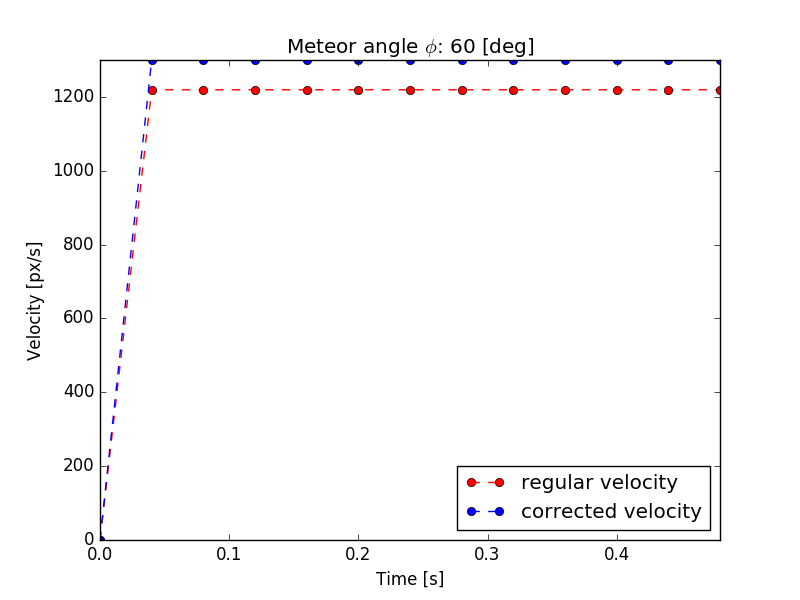 Meteor angle ϕ: 60 [deg]
Velocity [px/s]
1200
1000
800
600
400
200
0
0.0 0.1 0.2 0.3 0.4
Time [s]
regular velocity
corrected velocity